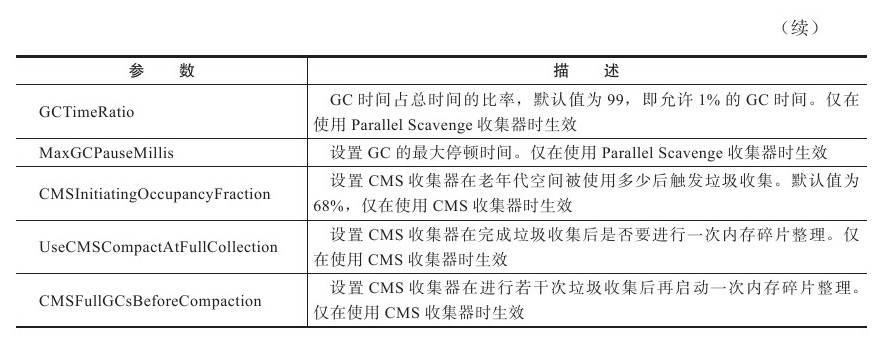 （续）
参 数 描 述
GCTimeRatio
GC 时间占总时间的比率，默认值为 99，即允许 1% 的 GC 时间。仅在
使用 Parallel Scavenge 收集器时生效
MaxGCPauseMillis
设置 GC 的最大停顿时间。仅在使用 Parallel Scavenge 收集器时生效
CMSInitiatingOccupancyFraction
设置 CMS 收集器在老年代空间被使用多少后触发垃圾收集。默认值为
68%，仅在使用 CMS 收集器时生效
UseCMSCompactAtFullCollection
设置 CMS 收集器在完成垃圾收集后是否要进行一次内存碎片整理。仅
在使用 CMS 收集器时生效
CMSFullGCsBeforeCompaction
设置 CMS 收集器在进行若干次垃圾收集后再启动一次内存碎片整理。
仅在使用 CMS 收集器时生效